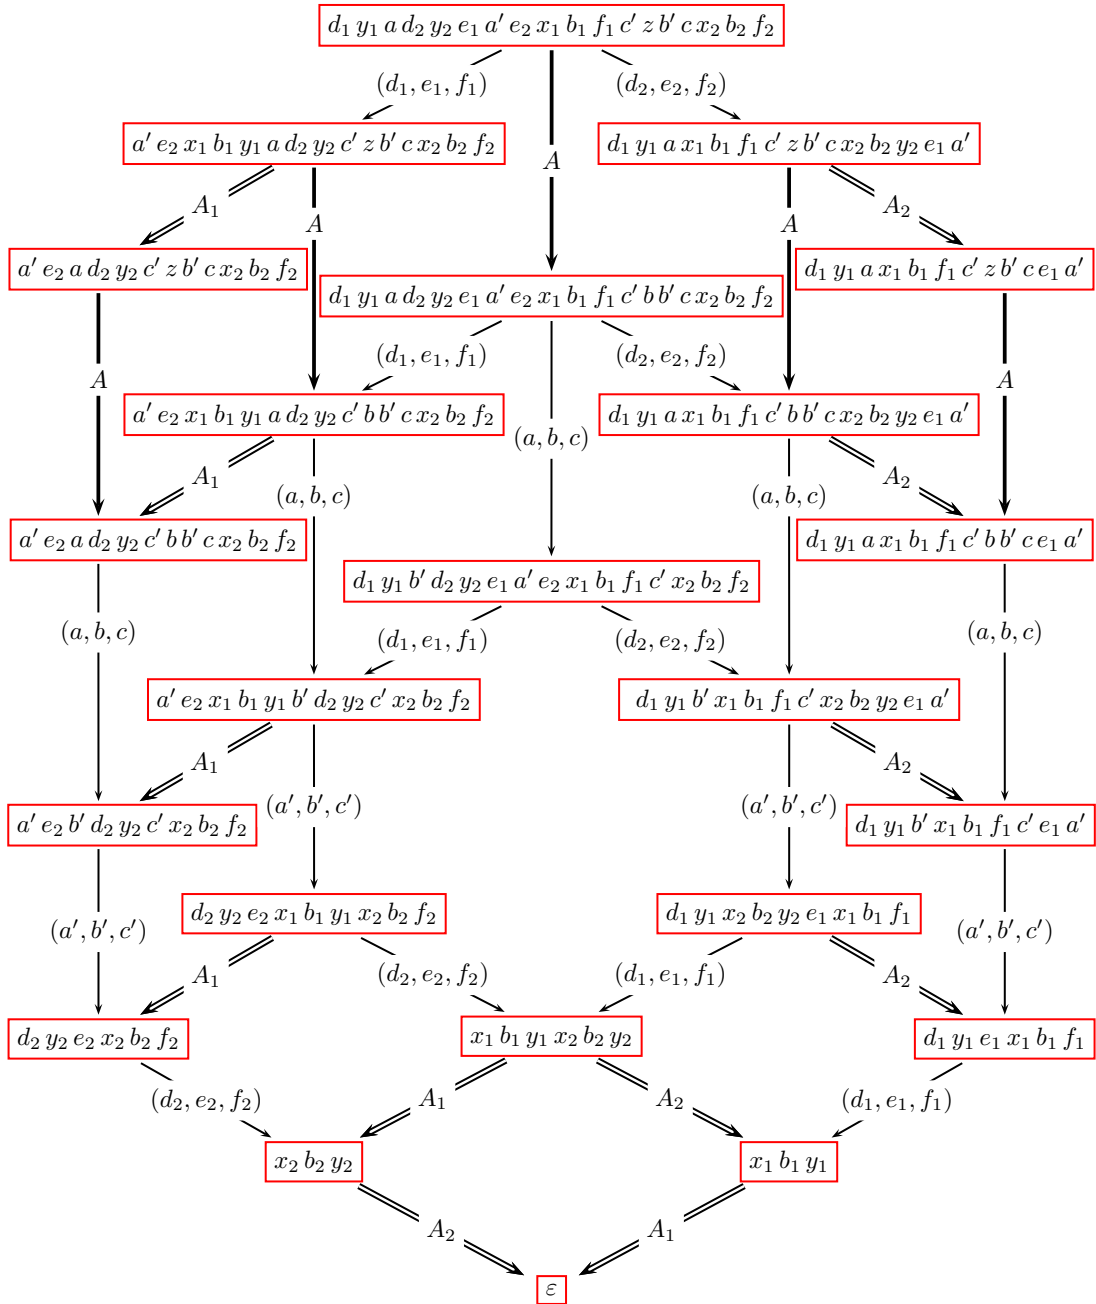 d₁ y₁ a d₂ y₂ e₁ a′ e₂ x₁ b₁ f₁ c′ z b′ c x₂ b₂ f₂
(d₁, e₁, f₁) (d₂, e₂, f₂)
a′ e₂ x₁ b₁ y₁ a d₂ y₂ c′ z b′ c x₂ b₂ f₂ d₁ y₁ a x₁ b₁ f₁ c′ z b′ c x₂ b₂ y₂ e₁ a′
A
A₁ A₂
A A
a′ e₂ a d₂ y₂ c′ z b′ c x₂ b₂ f₂ d₁ y₁ a x₁ b₁ f₁ c′ z b′ c e₁ a′
d₁ y₁ a d₂ y₂ e₁ a′ e₂ x₁ b₁ f₁ c′ b b′ c x₂ b₂ f₂
(d₁, e₁, f₁) (d₂, e₂, f₂)
A A
a′ e₂ x₁ b₁ y₁ a d₂ y₂ c′ b b′ c x₂ b₂ f₂ d₁ y₁ a x₁ b₁ f₁ c′ b b′ c x₂ b₂ y₂ e₁ a′
(a, b, c)
A₁ A₂
(a, b, c) (a, b, c)
a′ e₂ a d₂ y₂ c′ b b′ c x₂ b₂ f₂ d₁ y₁ a x₁ b₁ f₁ c′ b b′ c e₁ a′
d₁ y₁ b′ d₂ y₂ e₁ a′ e₂ x₁ b₁ f₁ c′ x₂ b₂ f₂
(a, b, c) (a, b, c)
(d₁, e₁, f₁) (d₂, e₂, f₂)
a′ e₂ x₁ b₁ y₁ b′ d₂ y₂ c′ x₂ b₂ f₂ d₁ y₁ b′ x₁ b₁ f₁ c′ x₂ b₂ y₂ e₁ a′
A₁ A₂
(a′, b′, c′) (a′, b′, c′)
a′ e₂ b′ d₂ y₂ c′ x₂ b₂ f₂ d₁ y₁ b′ x₁ b₁ f₁ c′ e₁ a′
d₂ y₂ e₂ x₁ b₁ y₁ x₂ b₂ f₂ d₁ y₁ x₂ b₂ y₂ e₁ x₁ b₁ f₁
(a′, b′, c′) (a′, b′, c′)
A₁ (d₂, e₂, f₂) (d₁, e₁, f₁) A₂
d₂ y₂ e₂ x₂ b₂ f₂ x₁ b₁ y₁ x₂ b₂ y₂ d₁ y₁ e₁ x₁ b₁ f₁
(d₂, e₂, f₂) A₁ A₂ (d₁, e₁, f₁)
x₂ b₂ y₂ x₁ b₁ y₁
A₂ A₁
ε